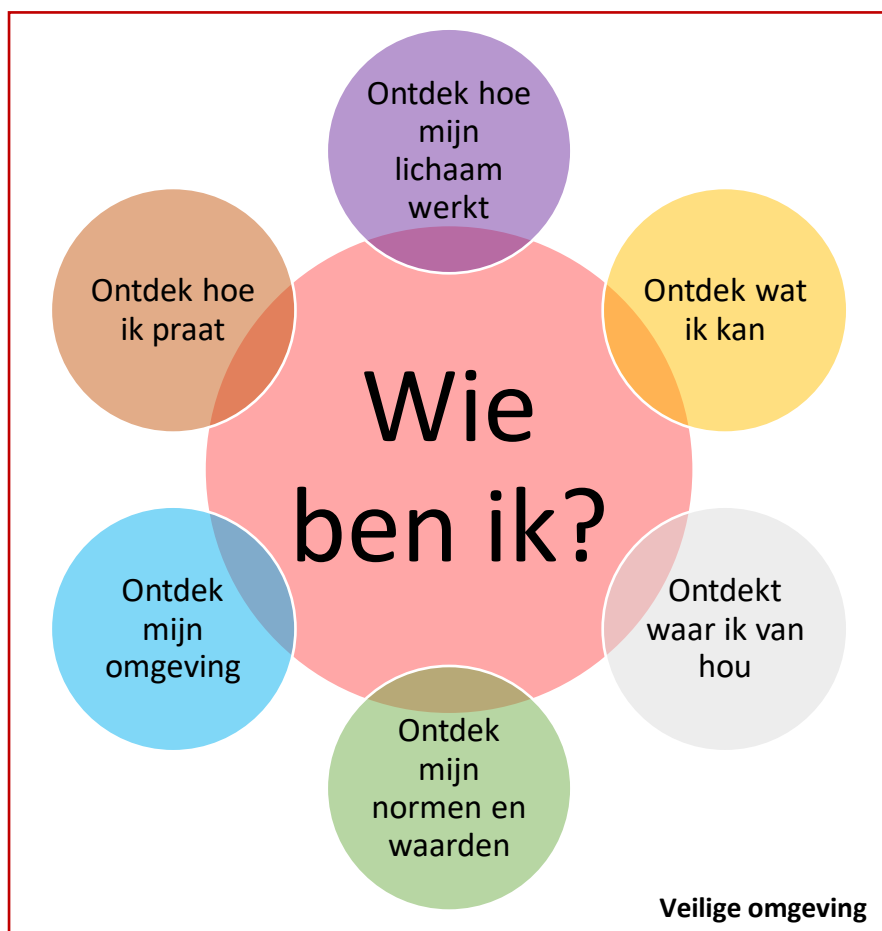 Ontdek hoe
mijn
lichaam
werkt
Ontdek hoe
ik praat
Ontdek wat
ik kan
Wie
ben ik?
Ontdek
mijn
omgeving
Ontdekt
waar ik van
hou
Ontdek
mijn
normen en
waarden
Veilige omgeving